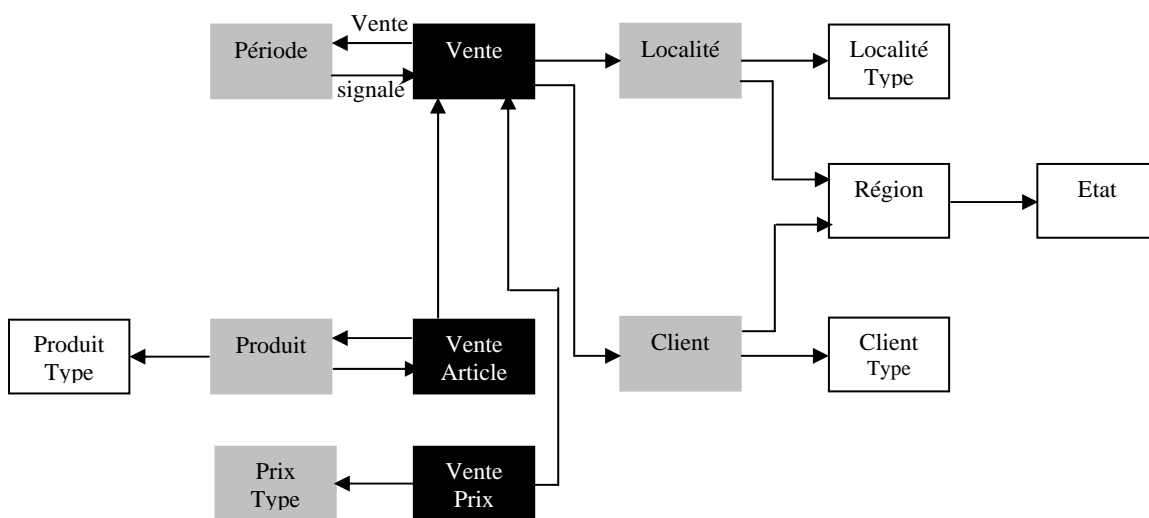 Vente
Période
Vente
Localité
Localité
Type
signalé
Région
Etat
Produit
Type
Produit
Vente
Article
Client
Client
Type
Prix
Type
Vente
Prix